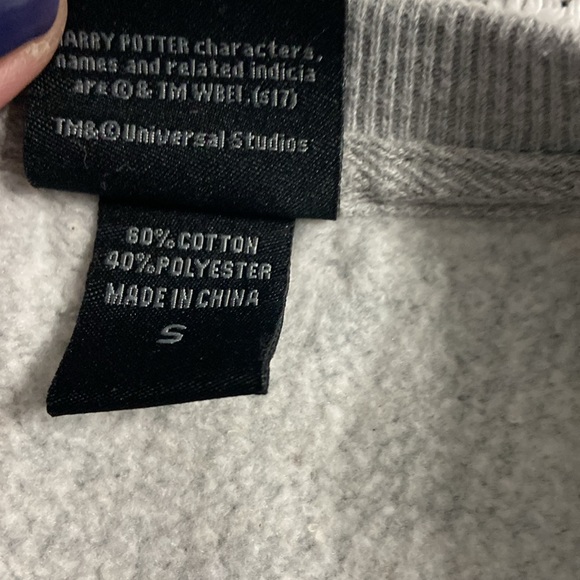 HARRY POTTER characters,
names and related indicia
are © & TM WBEI. (s17)
TM&©Universal Studios
60%COTTON
40%POLYESTER
MADE IN CHINA
S